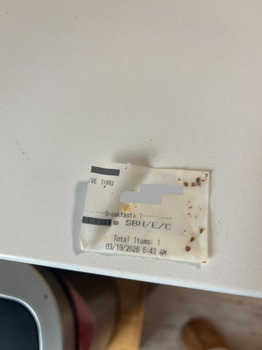 VE THRU
Breakfast- 1
s SBH/E/C
Total Items: 1
03/19/2026 6:43 AM